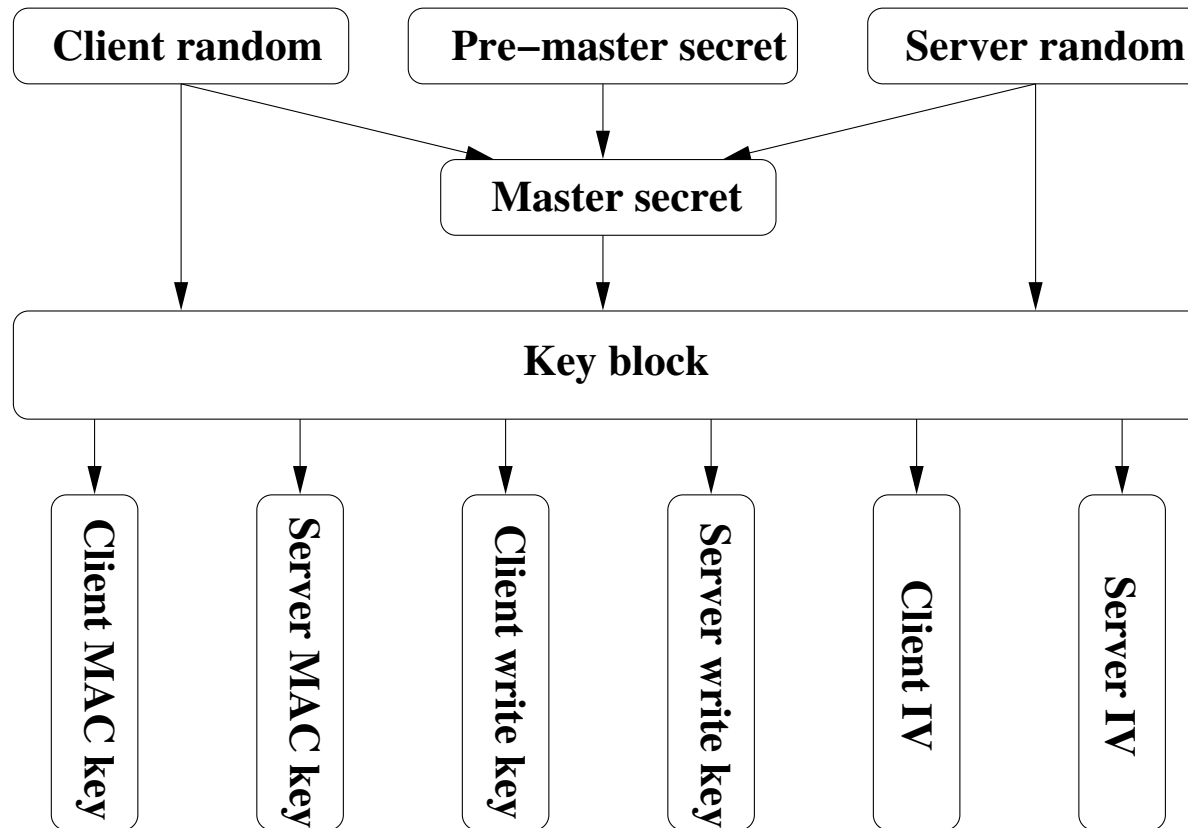 Client random
Pre−master secret
Server random
Master secret
Key block
Client MAC key
Server MAC key
Client write key
Server write key
Client IV
Server IV